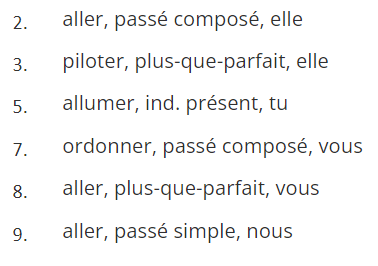 2. aller, passé composé, elle
3. piloter, plus-que-parfait, elle
5. allumer, ind. présent, tu
7. ordonner, passé composé, vous
8. aller, plus-que-parfait, vous
9. aller, passé simple, nous